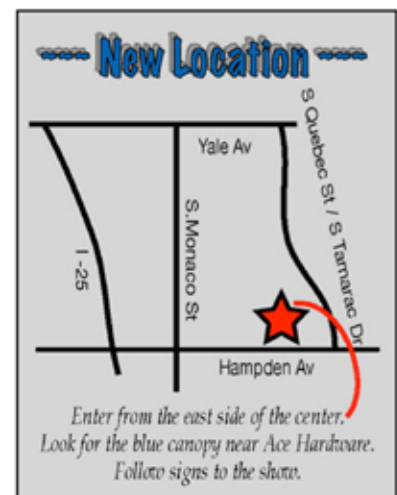 ~~~ New Location ~~~
Yale Av
S Quebec St / S Tamarac Dr
I -25
S.Monaco St
Hampden Av
Enter from the east side of the center.
Look for the blue canopy near Ace Hardware.
Follow signs to the show.